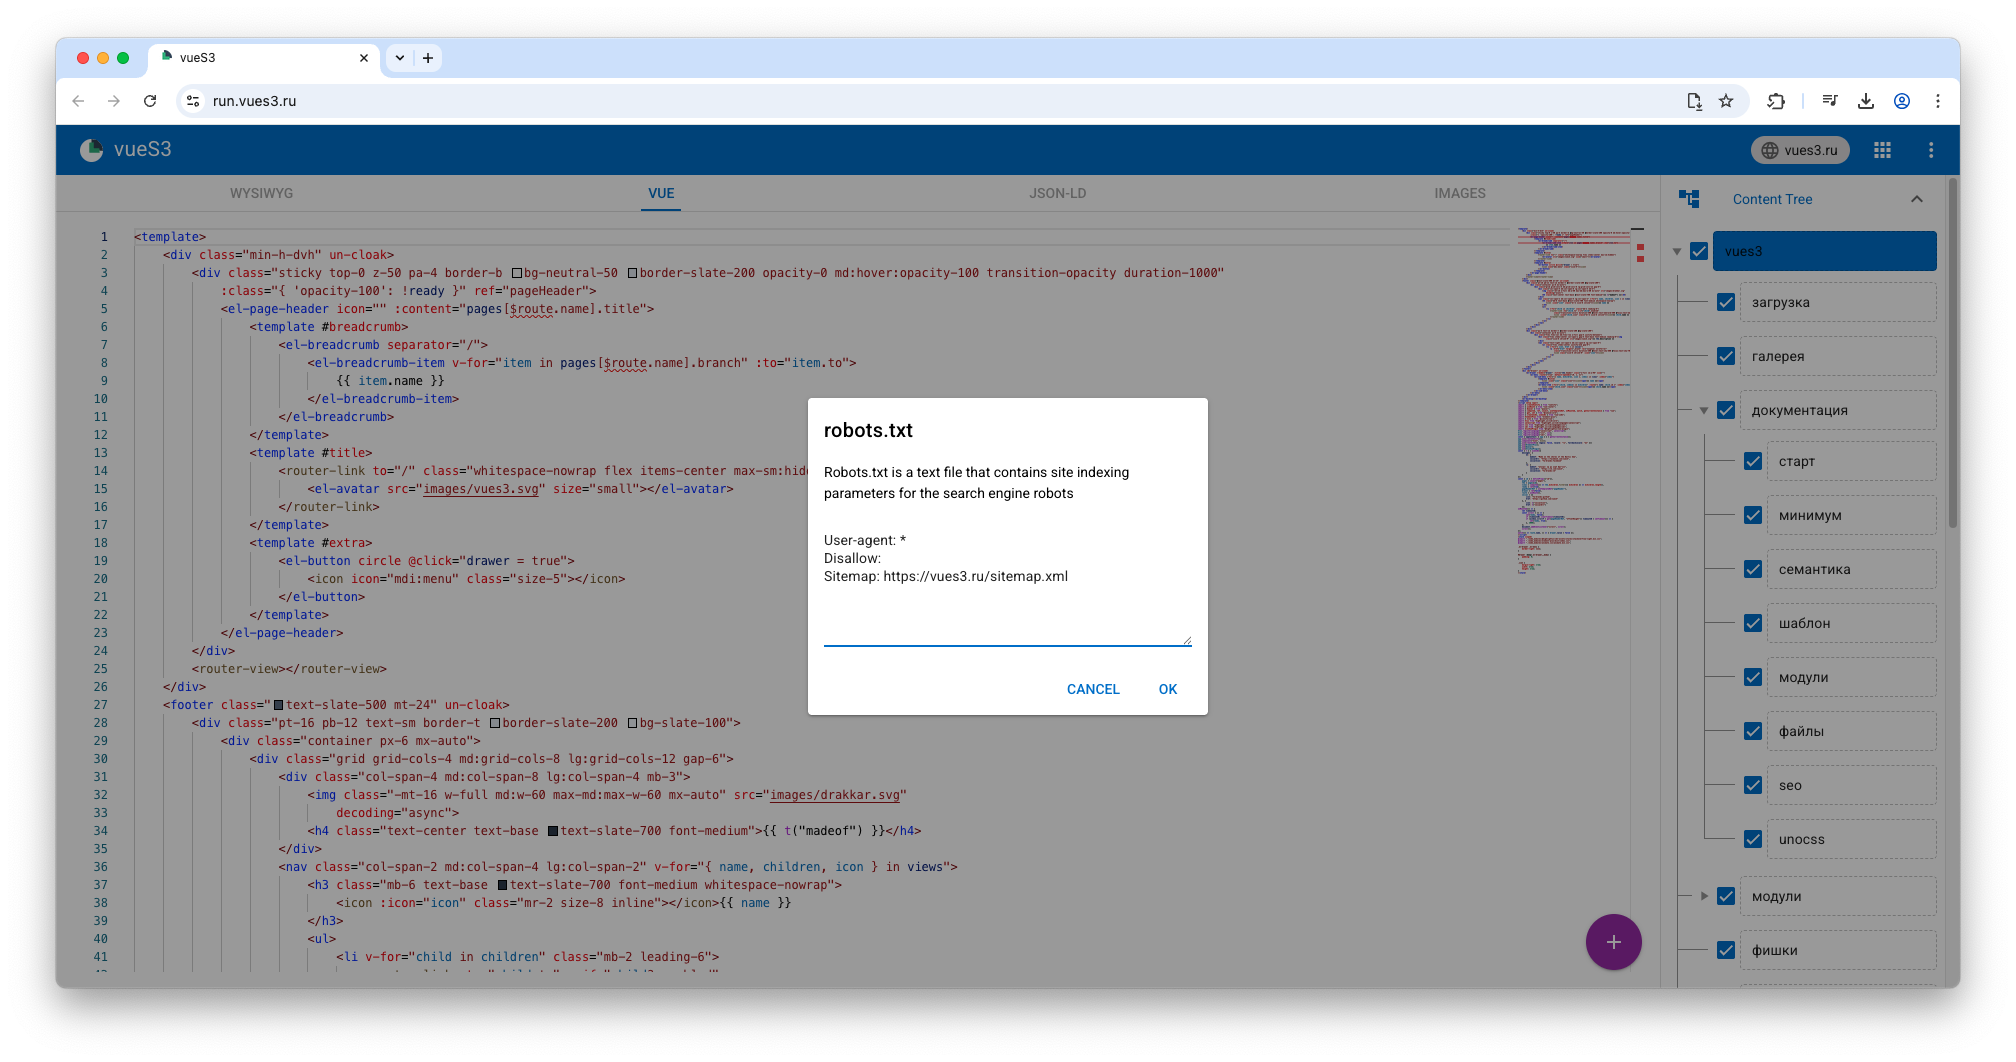 vueS3
run.vues3.ru
vueS3
vues3.ru
WYSIWYG
VUE
JSON-LD
IMAGES
1 <template>
2 <div class="min-h-dvh" un-cloak>
3 <div class="sticky top-0 z-50 pa-4 border-b bg-neutral-50 border-slate-200 opacity-0 md:hover:opacity-100 transition-opacity duration-1000"
4 :class="{ 'opacity-100': !ready }" ref="pageHeader">
5 <el-page-header icon="" :content="pages[$route.name].title">
6 <template #breadcrumb>
7 <el-breadcrumb separator="/">
8 <el-breadcrumb-item v-for="item in pages[$route.name].branch" :to="item.to">
9 {{ item.name }}
10 </el-breadcrumb-item>
11 </el-breadcrumb>
12 </template>
13 <template #title>
14 <router-link to="/" class="whitespace-nowrap flex items-center max-sm:hid
15 <el-avatar src="images/vues3.svg" size="small"></el-avatar>
16 </router-link>
17 </template>
18 <template #extra>
19 <el-button circle @click="drawer = true">
20 <icon icon="mdi:menu" class="size-5"></icon>
21 </el-button>
22 </template>
23 </el-page-header>
24 </div>
25 <router-view></router-view>
26 </div>
27 <footer class="text-slate-500 mt-24" un-cloak>
28 <div class="pt-16 pb-12 text-sm border-t border-slate-200 bg-slate-100">
29 <div class="container px-6 mx-auto">
30 <div class="grid grid-cols-4 md:grid-cols-8 lg:grid-cols-12 gap-6">
31 <div class="col-span-4 md:col-span-8 lg:col-span-4 mb-3">
32 <img class="-mt-16 w-full md:w-60 max-md:max-w-60 mx-auto" src="images/drakkar.svg"
33 decoding="async">
34 <h4 class="text-center text-base text-slate-700 font-medium">{{ t("madeof") }}</h4>
35 </div>
36 <nav class="col-span-2 md:col-span-4 lg:col-span-2" v-for="{ name, children, icon } in views">
37 <h3 class="mb-6 text-base text-slate-700 font-medium whitespace-nowrap">
38 <icon :icon="icon" class="mr-2 size-8 inline"></icon>{{ name }}
39 </h3>
40 <ul>
41 <li v-for="child in children" class="mb-2 leading-6">
robots.txt
Robots.txt is a text file that contains site indexing
parameters for the search engine robots
User-agent: *
Disallow:
Sitemap: https://vues3.ru/sitemap.xml
CANCEL
OK
Content Tree
vues3
загрузка
галерея
документация
старт
минимум
семантика
шаблон
модули
файлы
seo
unocss
модули
фишки